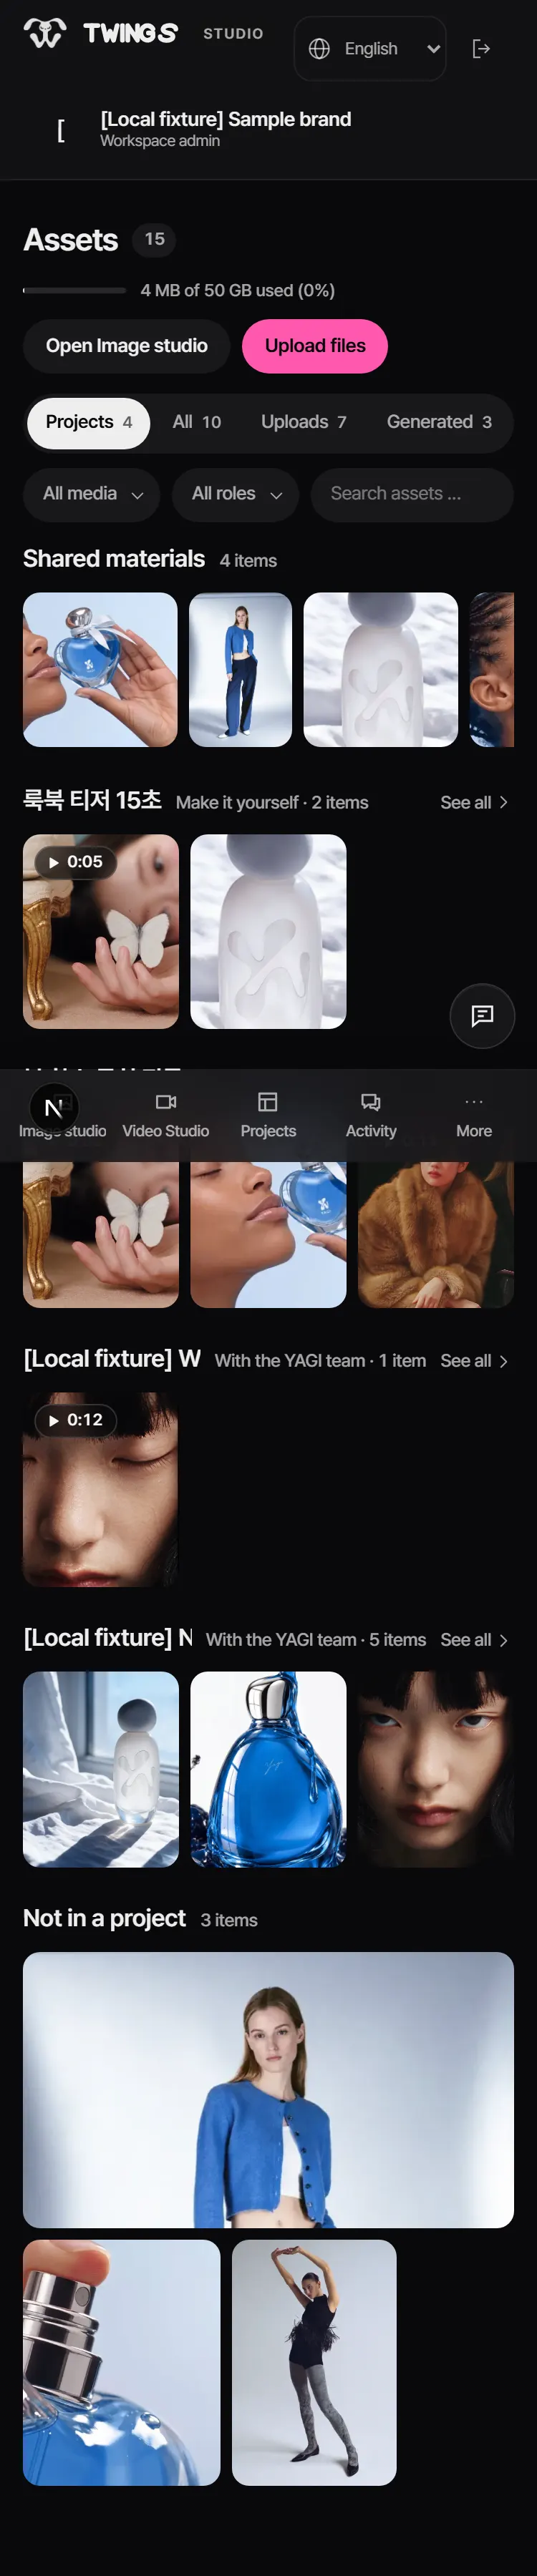 TWINGS STUDIO English
[
[Local fixture] Sample brand
Workspace admin
Assets 15
4 MB of 50 GB used (0%)
Open Image studio Upload files
Projects 4 All 10 Uploads 7 Generated 3
All media All roles Search assets ...
Shared materials 4 items
룩북 티저 15초 Make it yourself · 2 items See all
0:05
N
Image studio Video Studio Projects Activity More
[Local fixture] W With the YAGI team · 1 item See all
0:12
[Local fixture] N With the YAGI team · 5 items See all
Not in a project 3 items